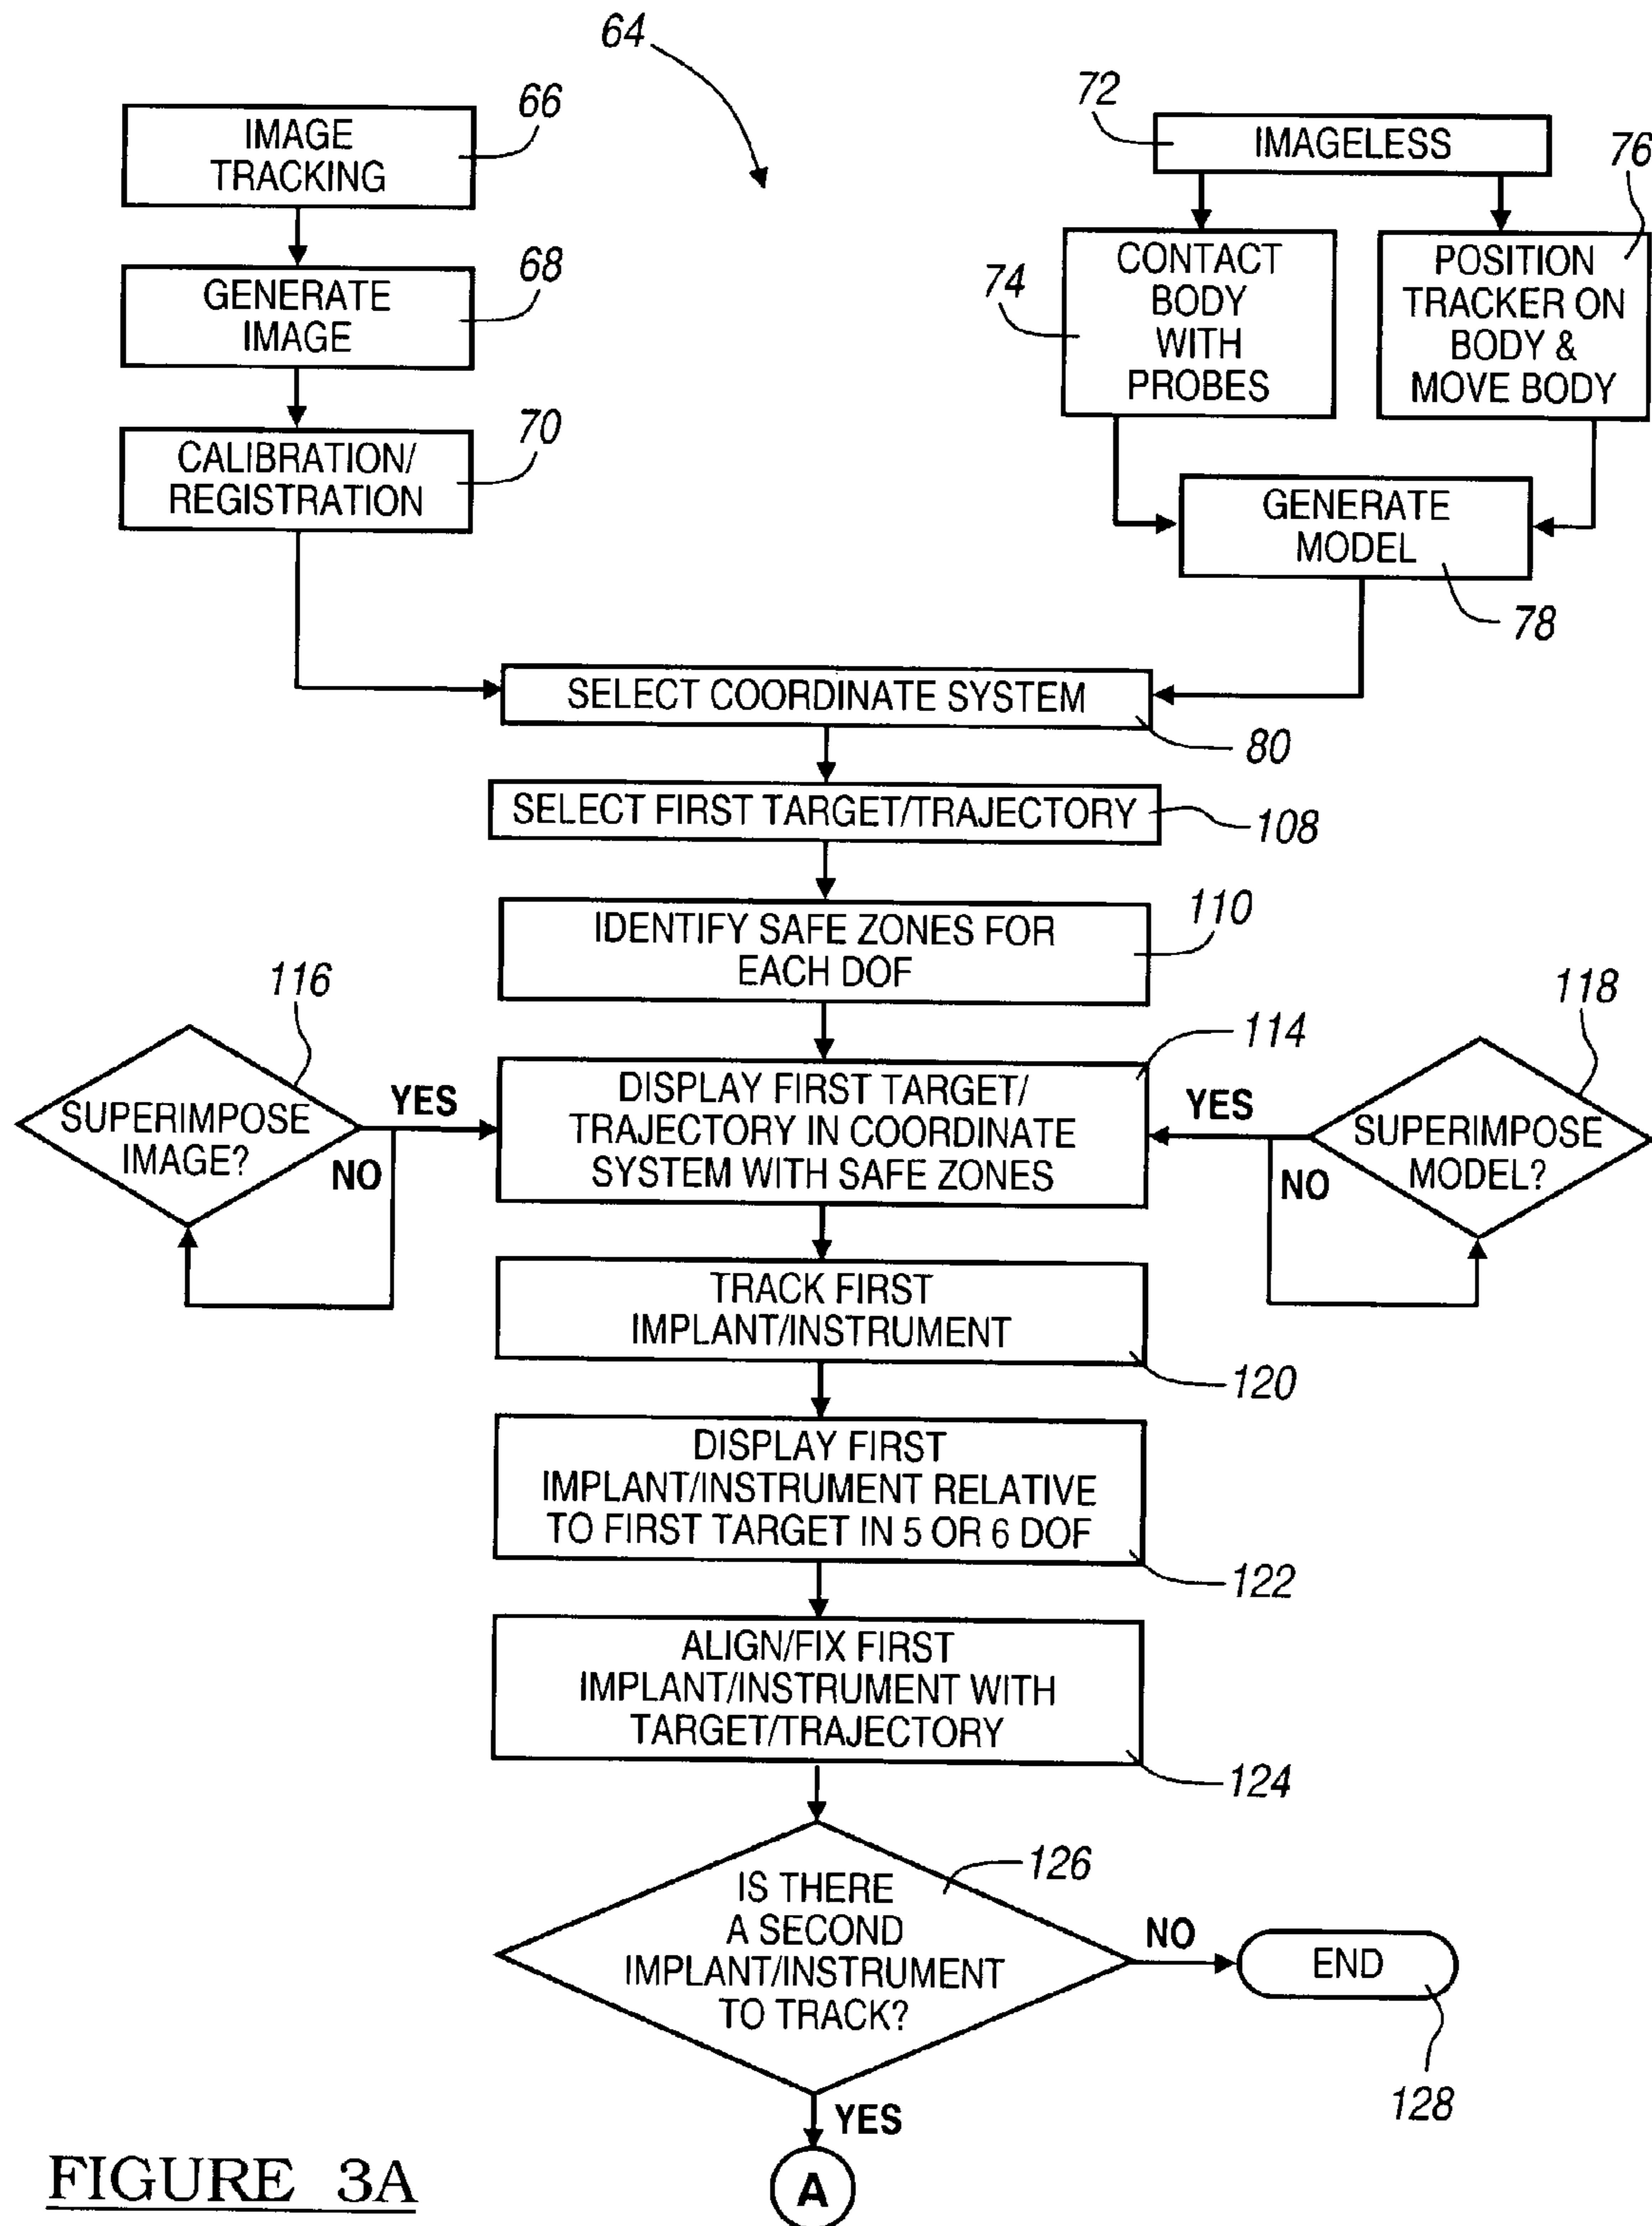 64
66
IMAGE
TRACKING
68
GENERATE
IMAGE
70
CALIBRATION/
REGISTRATION
72
IMAGELESS
76
74
CONTACT
BODY
WITH
PROBES
POSITION
TRACKER ON
BODY &
MOVE BODY
GENERATE
MODEL
78
SELECT COORDINATE SYSTEM
80
SELECT FIRST TARGET/TRAJECTORY
108
IDENTIFY SAFE ZONES FOR
EACH DOF
110
116
SUPERIMPOSE
IMAGE?
YES
NO
114
DISPLAY FIRST TARGET/
TRAJECTORY IN COORDINATE
SYSTEM WITH SAFE ZONES
118
YES
NO
SUPERIMPOSE
MODEL?
TRACK FIRST
IMPLANT/INSTRUMENT
120
DISPLAY FIRST
IMPLANT/INSTRUMENT RELATIVE
TO FIRST TARGET IN 5 OR 6 DOF
122
ALIGN/FIX FIRST
IMPLANT/INSTRUMENT WITH
TARGET/TRAJECTORY
124
126
IS THERE
A SECOND
IMPLANT/INSTRUMENT
TO TRACK?
NO
END
128
YES
A
FIGURE 3A